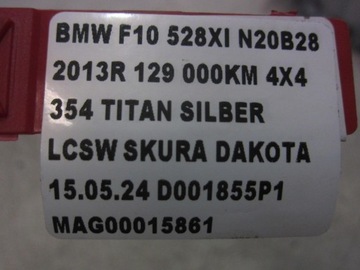 BMW F10 528XI N20B28
2013R 129 000KM 4X4
354 TITAN SILBER
LCSW SKURA DAKOTA
15.05.24 D001855P1
MAG00015861